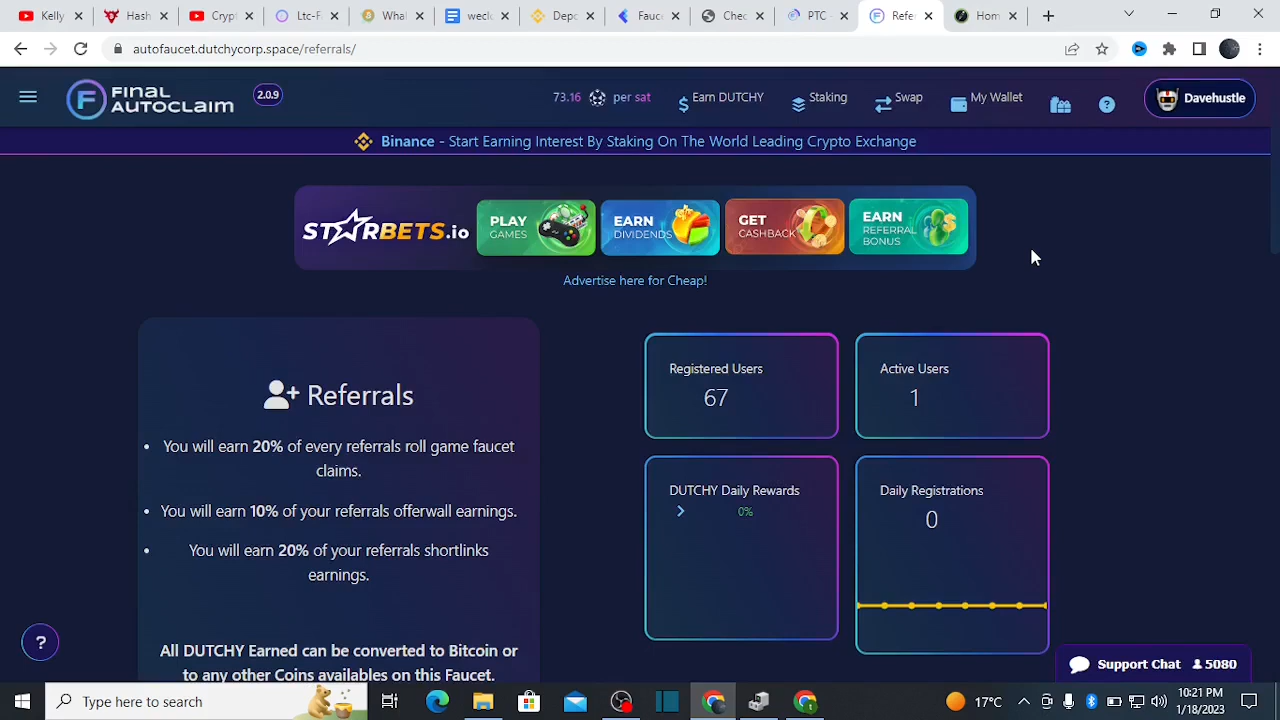 Kelly
Hash
Cryp
Ltc-F
Wha
weclo
Depo
Fauc
Chec
PTC -
Refe
Hom
autofaucet.dutchycorp.space/referrals/
FINAL
AUTOCLAIM
2.0.9
73.16 per sat
Earn DUTCHY
Staking
Swap
My Wallet
?
Davehustle
Binance - Start Earning Interest By Staking On The World Leading Crypto Exchange
STARBETS.io
PLAY
GAMES
EARN
DIVIDENDS
GET
CASHBACK
EARN
REFERRAL
BONUS
Advertise here for Cheap!
Referrals
• You will earn 20% of every referrals roll game faucet
claims.
• You will earn 10% of your referrals offerwall earnings.
• You will earn 20% of your referrals shortlinks
earnings.
All DUTCHY Earned can be converted to Bitcoin or
to any other Coins available on this Faucet.
Registered Users
67
Active Users
1
DUTCHY Daily Rewards
0%
Daily Registrations
0
?
Support Chat 5080
Type here to search
17°C
10:21 PM
1/18/2023